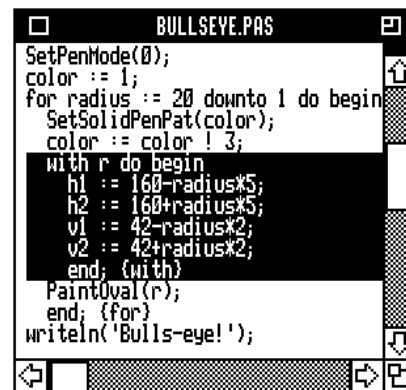 BULLSEYE.PAS
SetPenMode(0);
color := 1;
for radius := 20 downto 1 do begin
SetSolidPenPat(color);
color := color ! 3;
with r do begin
h1 := 160-radius*5;
h2 := 160+radius*5;
v1 := 42-radius*2;
v2 := 42+radius*2;
end; {with}
PaintOval(r);
end; {for}
writeln('Bulls-eye!');